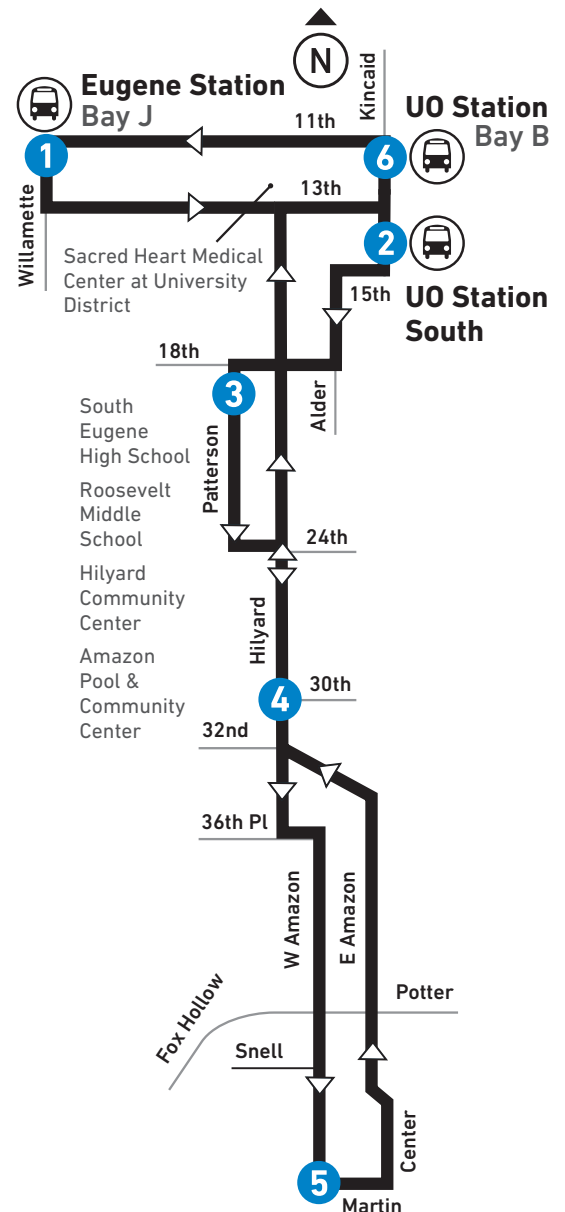 N
Kincaid
Eugene Station
Bay J
UO Station
Bay B
11th
1
6
13th
Willamette
2
Sacred Heart Medical
Center at University
District
15th
UO Station
South
18th
3
Alder
South
Eugene
High School
Patterson
Roosevelt
Middle
School
24th
Hilyard
Community
Center
Hilyard
Amazon
Pool &
Community
Center
4
30th
32nd
36th Pl
W Amazon
E Amazon
Potter
Fox Hollow
Snell
Center
5
Martin